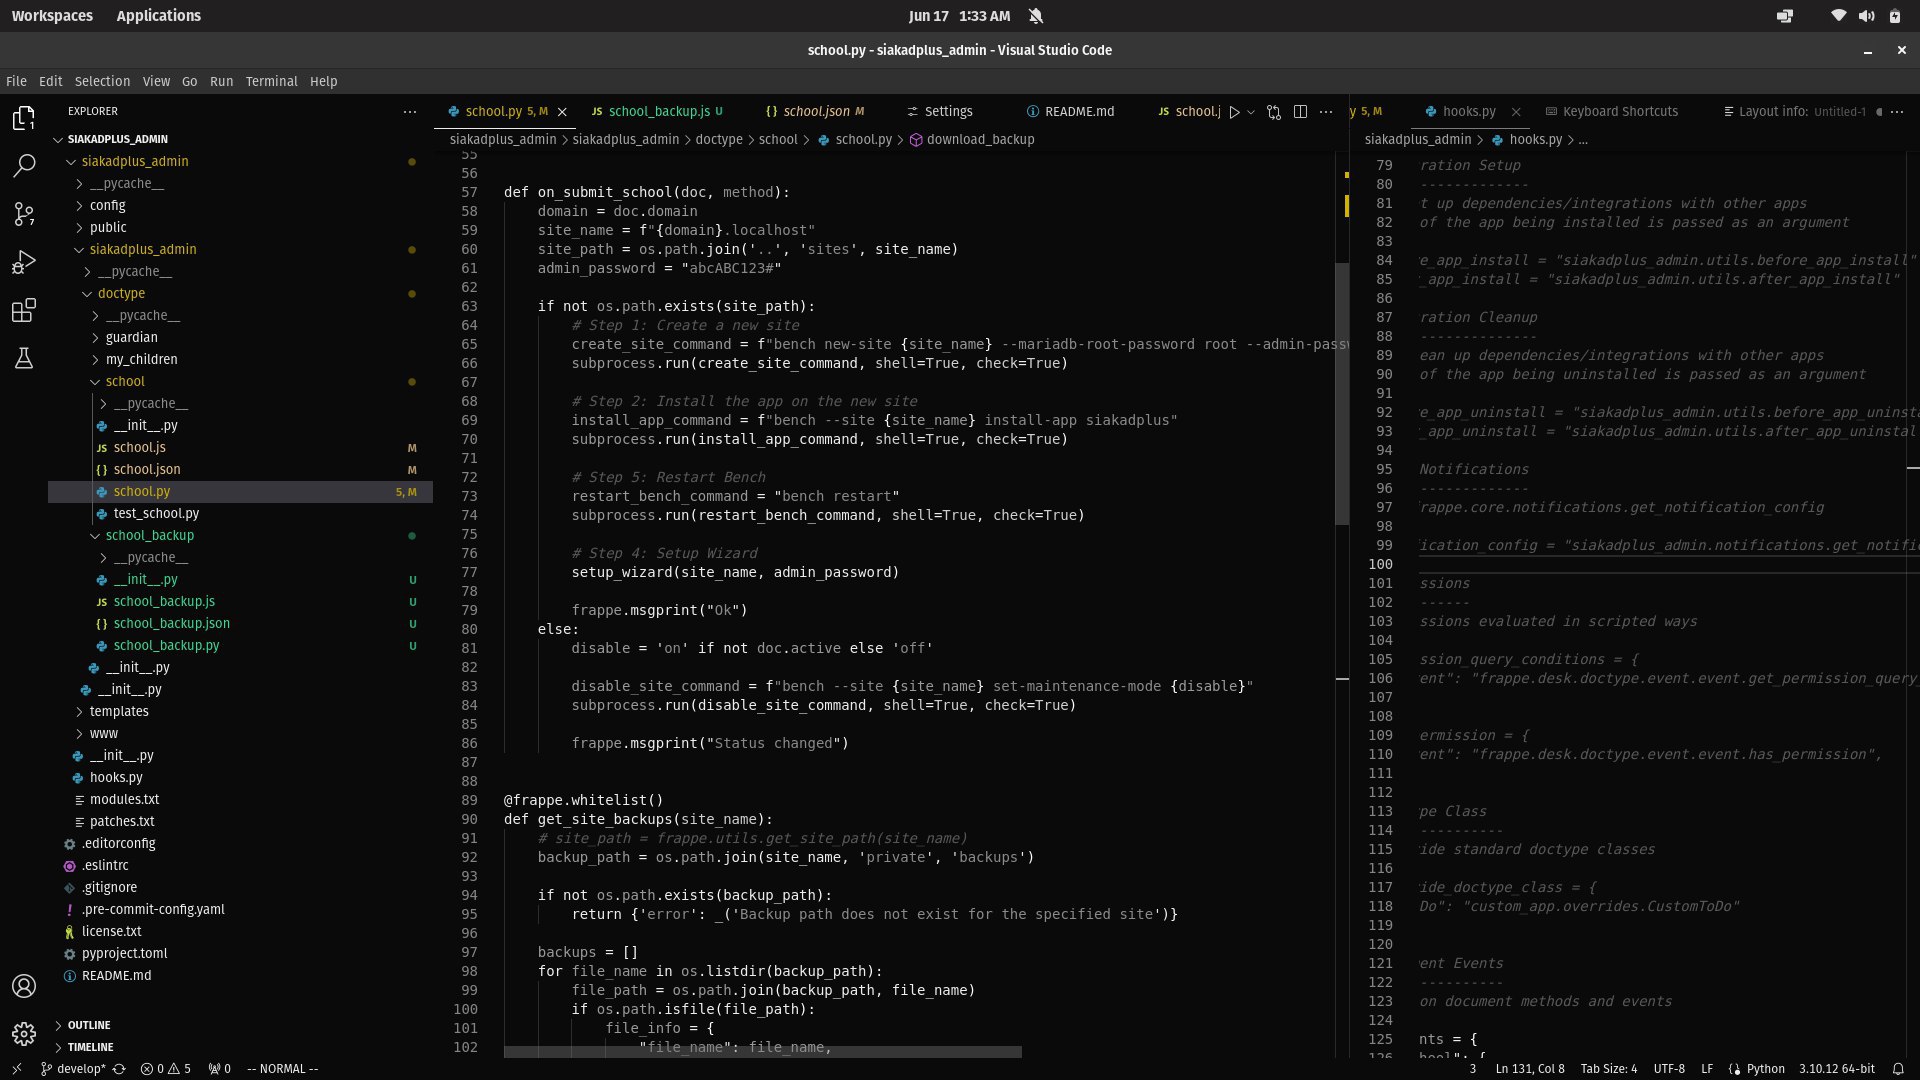 Workspaces Applications Jun 17 1:33 AM
school.py - siakadplus_admin - Visual Studio Code
File Edit Selection View Go Run Terminal Help
EXPLORER
SIAKADPLUS_ADMIN
siakadplus_admin
__pycache__
config
public
siakadplus_admin
__pycache__
doctype
__pycache__
guardian
my_children
school
__pycache__
__init__.py
school.js M
school.json M
school.py 5, M
test_school.py
school_backup
__pycache__
__init__.py U
school_backup.js U
school_backup.json U
school_backup.py U
__init__.py
__init__.py
templates
www
__init__.py
hooks.py
modules.txt
patches.txt
.editorconfig
.eslintrc
.gitignore
.pre-commit-config.yaml
license.txt
pyproject.toml
README.md
OUTLINE
TIMELINE
school.py 5, M school_backup.js U school.json M Settings README.md school.j
siakadplus_admin > siakadplus_admin > doctype > school > school.py > download_backup
55
56
57 def on_submit_school(doc, method):
58 domain = doc.domain
59 site_name = f"{domain}.localhost"
60 site_path = os.path.join('..', 'sites', site_name)
61 admin_password = "abcABC123#"
62
63 if not os.path.exists(site_path):
64 # Step 1: Create a new site
65 create_site_command = f"bench new-site {site_name} --mariadb-root-password root --admin-passw
66 subprocess.run(create_site_command, shell=True, check=True)
67
68 # Step 2: Install the app on the new site
69 install_app_command = f"bench --site {site_name} install-app siakadplus"
70 subprocess.run(install_app_command, shell=True, check=True)
71
72 # Step 5: Restart Bench
73 restart_bench_command = "bench restart"
74 subprocess.run(restart_bench_command, shell=True, check=True)
75
76 # Step 4: Setup Wizard
77 setup_wizard(site_name, admin_password)
78
79 frappe.msgprint("Ok")
80 else:
81 disable = 'on' if not doc.active else 'off'
82
83 disable_site_command = f"bench --site {site_name} set-maintenance-mode {disable}"
84 subprocess.run(disable_site_command, shell=True, check=True)
85
86 frappe.msgprint("Status changed")
87
88
89 @frappe.whitelist()
90 def get_site_backups(site_name):
91 # site_path = frappe.utils.get_site_path(site_name)
92 backup_path = os.path.join(site_name, 'private', 'backups')
93
94 if not os.path.exists(backup_path):
95 return {'error': _('Backup path does not exist for the specified site')}
96
97 backups = []
98 for file_name in os.listdir(backup_path):
99 file_path = os.path.join(backup_path, file_name)
100 if os.path.isfile(file_path):
101 file_info = {
102 "file_name": file_name,
y 5, M hooks.py Keyboard Shortcuts Layout info: Untitled-1
siakadplus_admin > hooks.py > ...
79 ration Setup
80 -------------
81 t up dependencies/integrations with other apps
82 of the app being installed is passed as an argument
83
84 e_app_install = "siakadplus_admin.utils.before_app_install"
85 _app_install = "siakadplus_admin.utils.after_app_install"
86
87 ration Cleanup
88 --------------
89 ean up dependencies/integrations with other apps
90 of the app being uninstalled is passed as an argument
91
92 e_app_uninstall = "siakadplus_admin.utils.before_app_uninsta
93 _app_uninstall = "siakadplus_admin.utils.after_app_uninstal
94
95 Notifications
96 -------------
97 frappe.core.notifications.get_notification_config
98
99 ication_config = "siakadplus_admin.notifications.get_notific
100
101 ssions
102 ------
103 ssions evaluated in scripted ways
104
105 ssion_query_conditions = {
106 ent": "frappe.desk.doctype.event.event.get_permission_query_
107
108
109 ermission = {
110 ent": "frappe.desk.doctype.event.event.has_permission",
111
112
113 pe Class
114 ----------
115 ide standard doctype classes
116
117 ide_doctype_class = {
118 Do": "custom_app.overrides.CustomToDo"
119
120
121 ent Events
122 ----------
123 on document methods and events
124
125 nts = {
126 hool": {
develop* 0 5 0 -- NORMAL -- 3 Ln 131, Col 8 Tab Size: 4 UTF-8 LF Python 3.10.12 64-bit